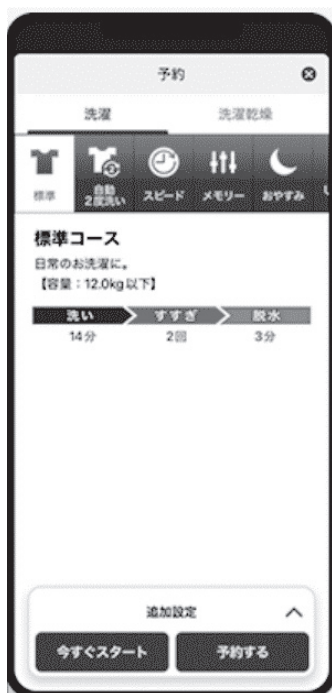 予約
洗濯 洗濯乾燥
標準 自動2度洗い スピード メモリー おやすみ
標準コース
日常のお洗濯に。
【容量：12.0kg以下】
洗い すすぎ 脱水
14分 2回 3分
追加設定
今すぐスタート 予約する